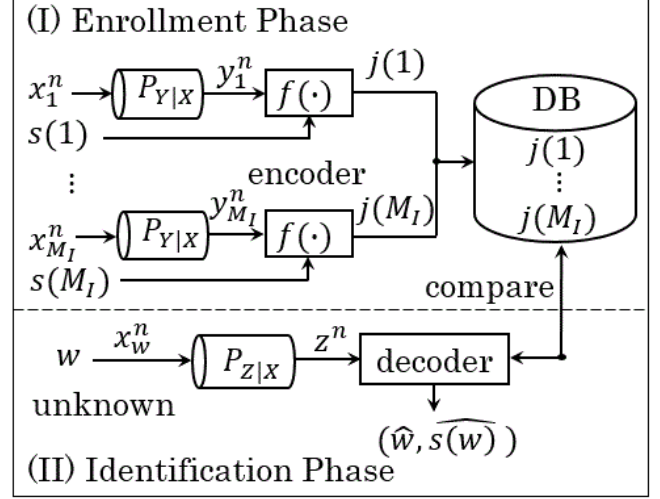 (I) Enrollment Phase
x_1^n P_{Y|X} y_1^n f(·) j(1)
s(1)
DB
j(1)
⋮
j(M_I)
⋮
encoder
x_{M_I}^n P_{Y|X} y_{M_I}^n f(·) j(M_I)
s(M_I)
compare
w x_w^n P_{Z|X} z^n decoder
unknown
(ŵ, \widehat{s(w)})
(II) Identification Phase